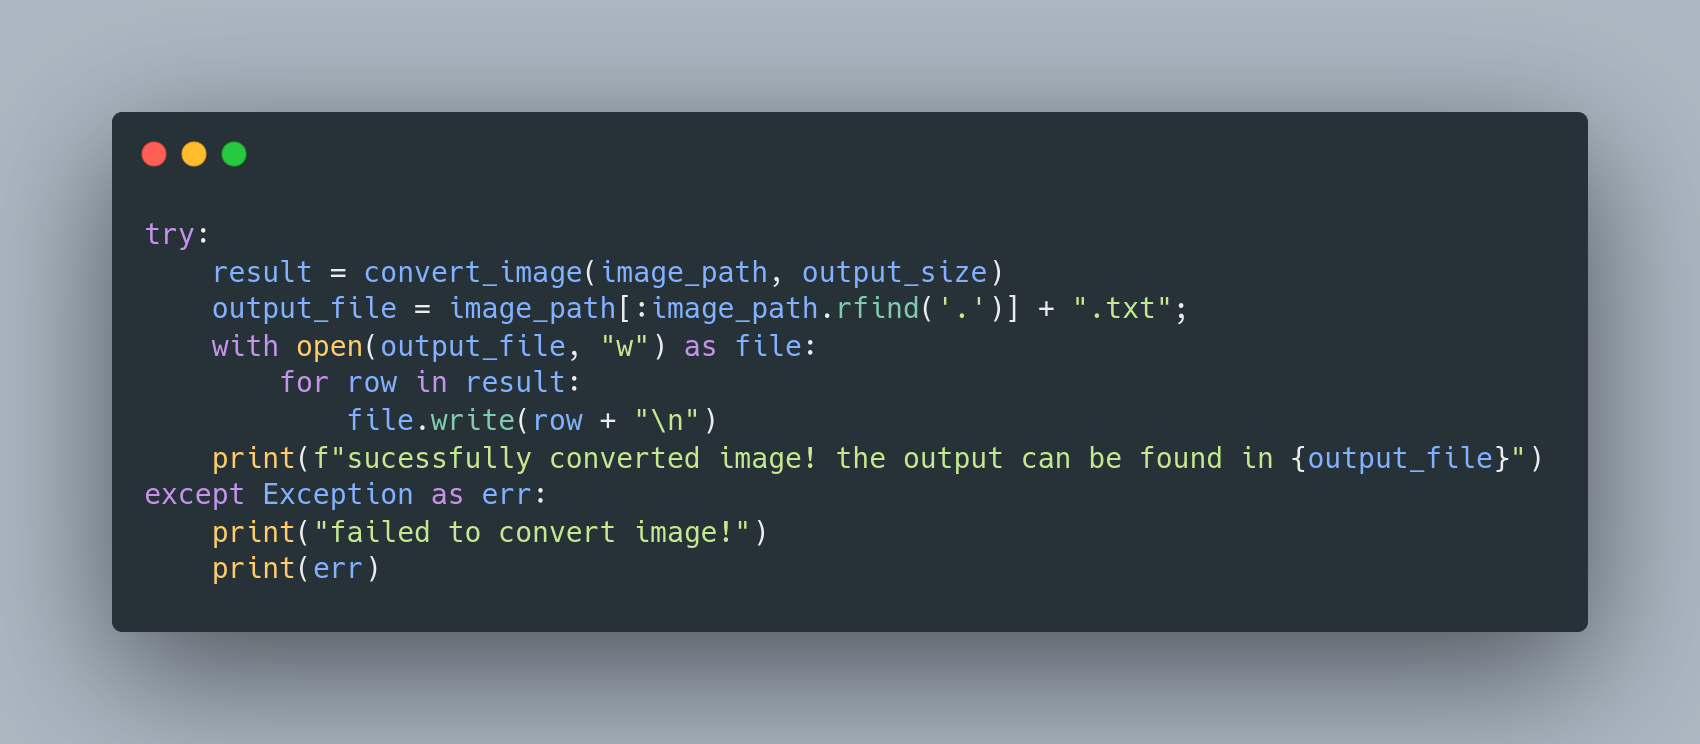 try:
    result = convert_image(image_path, output_size)
    output_file = image_path[:image_path.rfind('.')] + ".txt";
    with open(output_file, "w") as file:
        for row in result:
            file.write(row + "\n")
    print(f"sucessfully converted image! the output can be found in {output_file}")
except Exception as err:
    print("failed to convert image!")
    print(err)